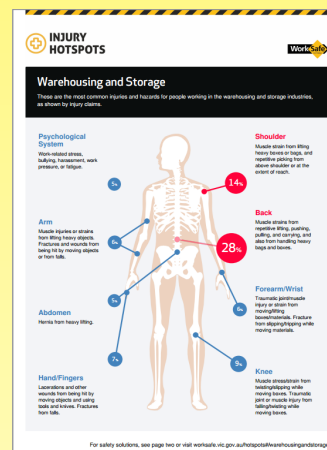 INJURY
HOTSPOTS
WorkSafe
Warehousing and Storage
These are the most common injuries and hazards for people working in the warehousing and storage industries,
as shown by injury claims.
Psychological
System
Work-related stress,
bullying, harassment, work
pressure, or fatigue.
5%
Arm
Muscle injuries or strains
from lifting heavy objects.
Fractures and wounds from
being hit by moving objects
or from falls.
6%
Abdomen
Hernia from heavy lifting.
5%
Hand/Fingers
Lacerations and other
wounds from being hit by
moving objects and using
tools and knives. Fractures
from falls.
7%
Shoulder
Muscle strain from lifting
heavy boxes or bags, and
repetitive picking from
above shoulder or at the
extent of reach.
14%
Back
Muscle strains from
repetitive lifting, pushing,
pulling, and carrying, and
also from handling heavy
bags and boxes.
28%
Forearm/Wrist
Traumatic joint/muscle
injury or strain from
moving/lifting
boxes/materials. Fracture
from slipping/tripping while
moving materials.
Knee
Muscle stress/strain from
twisting/slipping while
moving boxes. Traumatic
joint or muscle injury from
falling/twisting while
moving boxes.
9%
For safety solutions, see page two or visit worksafe.vic.gov.au/hotspots#warehousingandstorage